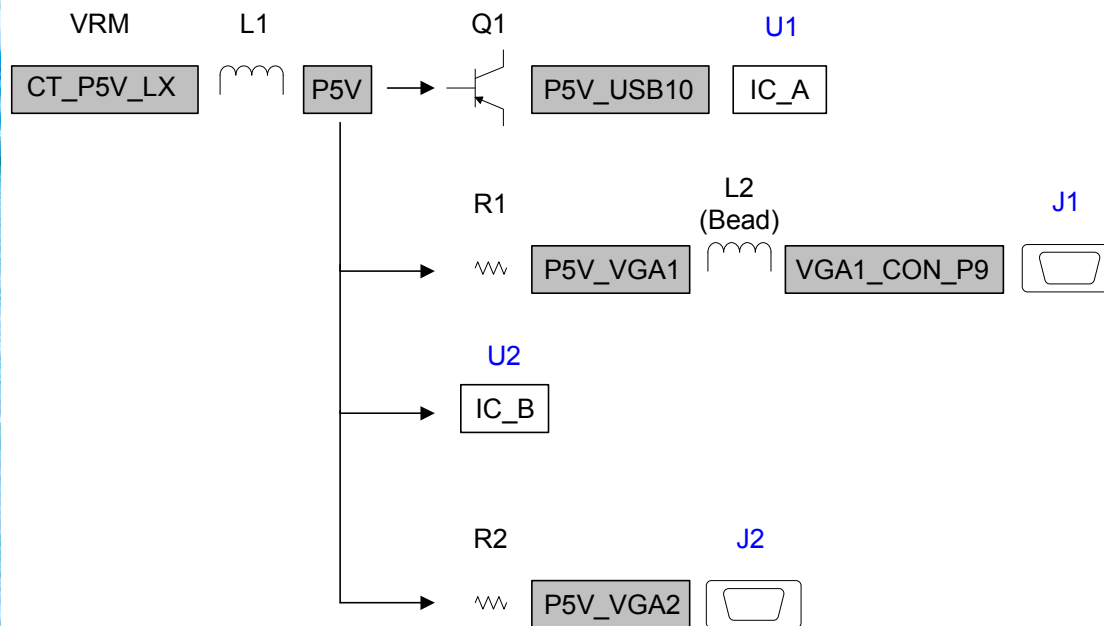 VRM L1 Q1 U1
CT_P5V_LX P5V P5V_USB10 IC_A
R1 L2 J1
(Bead)
P5V_VGA1 VGA1_CON_P9
U2
IC_B
R2 J2
P5V_VGA2